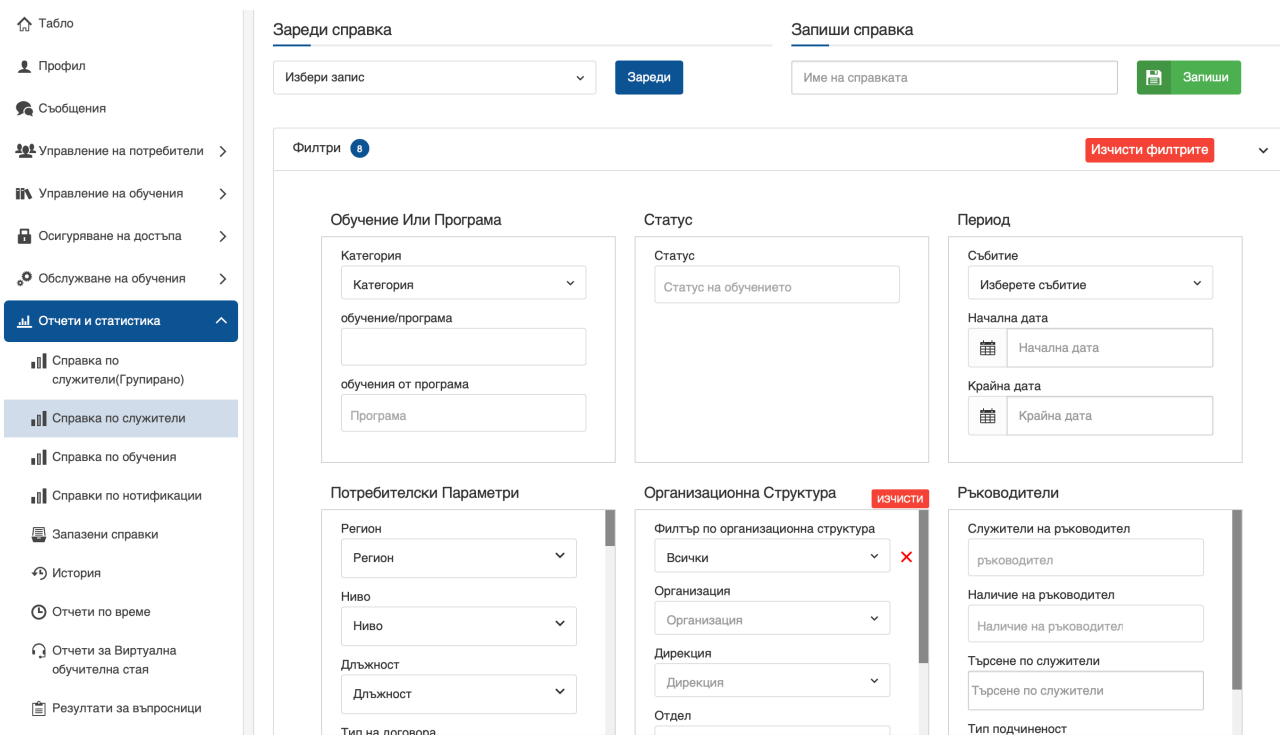 Табло
Профил
Съобщения
Управление на потребители
Управление на обучения
Осигуряване на достъпа
Обслужване на обучения
Отчети и статистика
Справка по
служители(Групирано)
Справка по служители
Справка по обучения
Справки по нотификации
Запазени справки
История
Отчети по време
Отчети за Виртуална
обучителна стая
Резултати за въпросници
Зареди справка
Избери запис
Зареди
Запиши справка
Име на справката
Запиши
Филтри 8
Изчисти филтрите
Обучение Или Програма
Категория
Категория
обучение/програма
обучения от програма
Програма
Статус
Статус
Статус на обучението
Период
Събитие
Изберете събитие
Начална дата
Начална дата
Крайна дата
Крайна дата
Потребителски Параметри
Регион
Регион
Ниво
Ниво
Длъжност
Длъжност
Тип на договора
Организационна Структура
ИЗЧИСТИ
Филтър по организационна структура
Всички
Организация
Организация
Дирекция
Дирекция
Отдел
Ръководители
Служители на ръководител
ръководител
Наличие на ръководител
Наличие на ръководител
Търсене по служители
Търсене по служители
Тип подчиненост